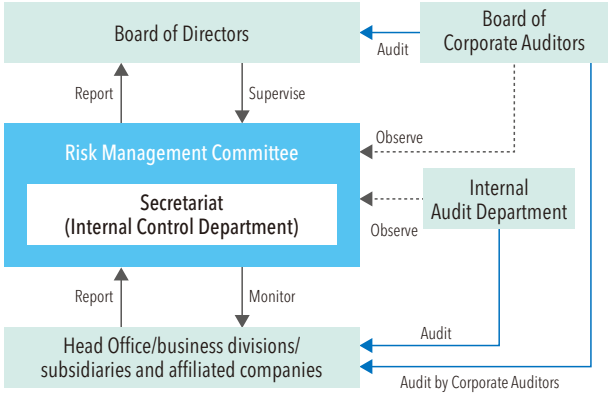 Board of Directors
Board of
Corporate Auditors
Audit
Report
Supervise
Observe
Risk Management Committee
Secretariat
(Internal Control Department)
Internal
Audit Department
Observe
Report
Monitor
Audit
Head Office/business divisions/
subsidiaries and affiliated companies
Audit by Corporate Auditors